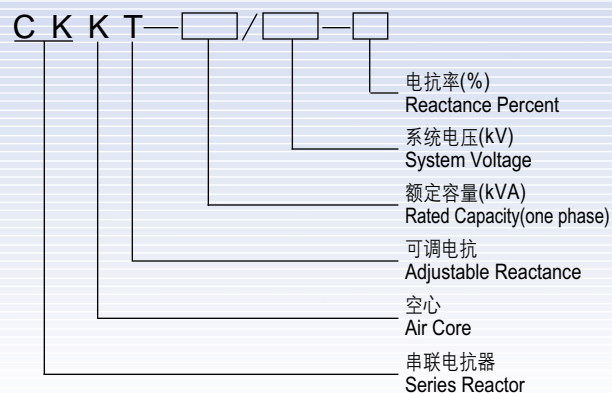 CKKT—□/□—□
电抗率(%)
Reactance Percent
系统电压(kV)
System Voltage
额定容量(kVA)
Rated Capacity(one phase)
可调电抗
Adjustable Reactance
空心
Air Core
串联电抗器
Series Reactor